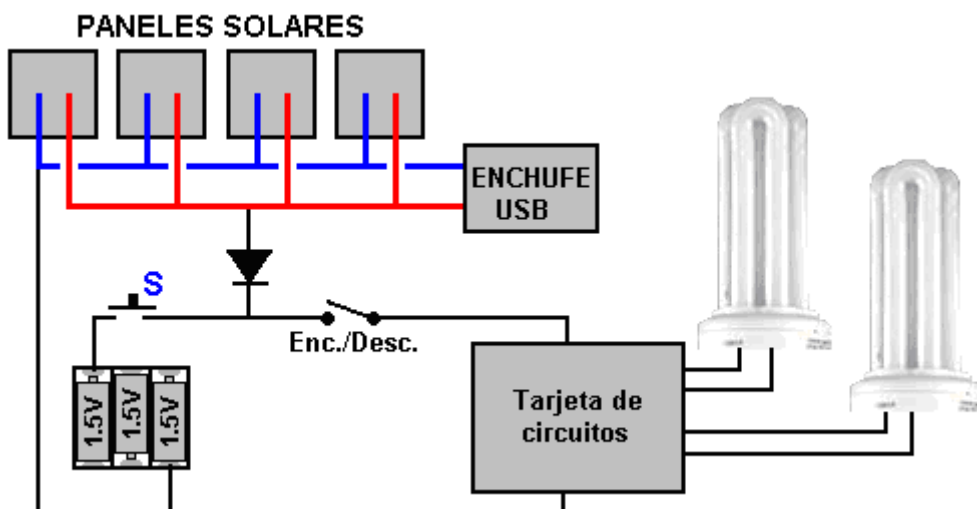 PANELES SOLARES
ENCHUFE
USB
S
Enc./Desc.
1.5V
1.5V
1.5V
Tarjeta de
circuitos